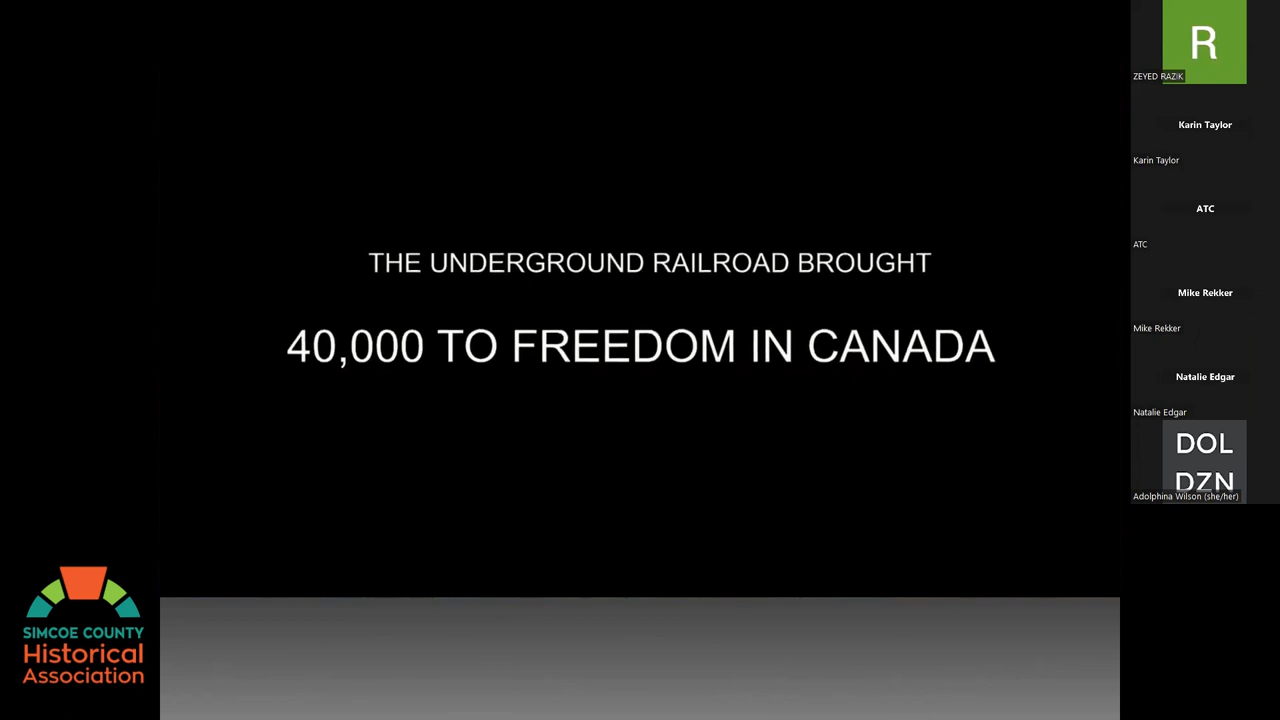 THE UNDERGROUND RAILROAD BROUGHT
40,000 TO FREEDOM IN CANADA
SIMCOE COUNTY
Historical
Association
R
ZEYED RAZIK
Karin Taylor
Karin Taylor
ATC
ATC
Mike Rekker
Mike Rekker
Natalie Edgar
Natalie Edgar
DOL
DZN
Adolphina Wilson (she/her)